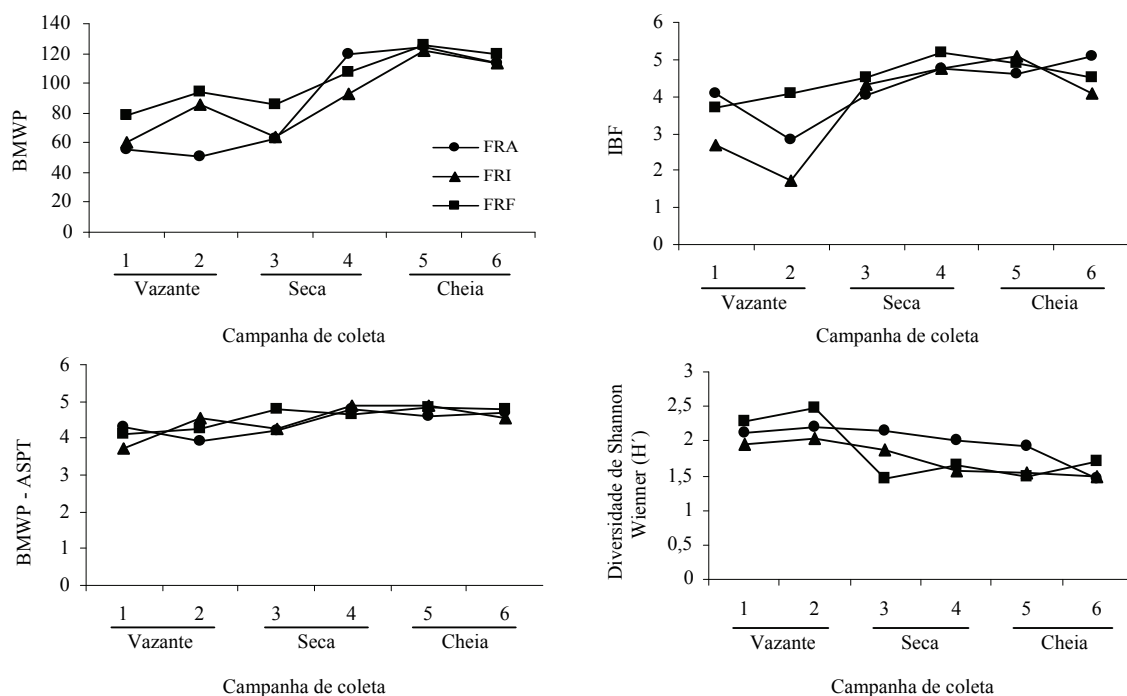 BMWP
140
120
100
80
60
40
20
0
FRA
FRI
FRF
1 2 3 4 5 6
Vazante Seca Cheia
Campanha de coleta
IBF
6
5
4
3
2
1
0
1 2 3 4 5 6
Vazante Seca Cheia
Campanha de coleta
BMWP - ASPT
6
5
4
3
2
1
0
1 2 3 4 5 6
Vazante Seca Cheia
Campanha de coleta
Diversidade de Shannon
Wienner (H´)
3
2,5
2
1,5
1
0,5
0
1 2 3 4 5 6
Vazante Seca Cheia
Campanha de coleta